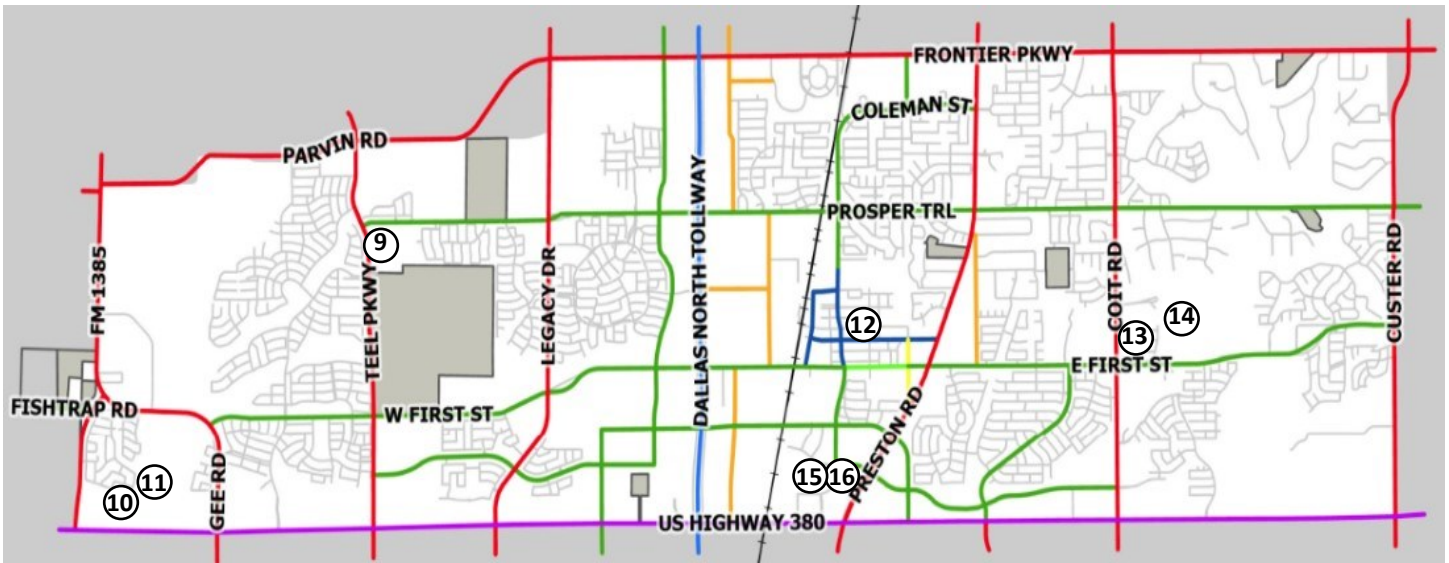 FRONTIER PKWY
COLEMAN ST
PARVIN RD
PROSPER TRL
9
FM 1385
TEEL PKWY
LEGACY DR
DALLAS NORTH TOLLWAY
COIT RD
CUSTER RD
12
14
13
E FIRST ST
FISHTRAP RD
W FIRST ST
PRESTON RD
GEE RD
11
10
15
16
US HIGHWAY 380